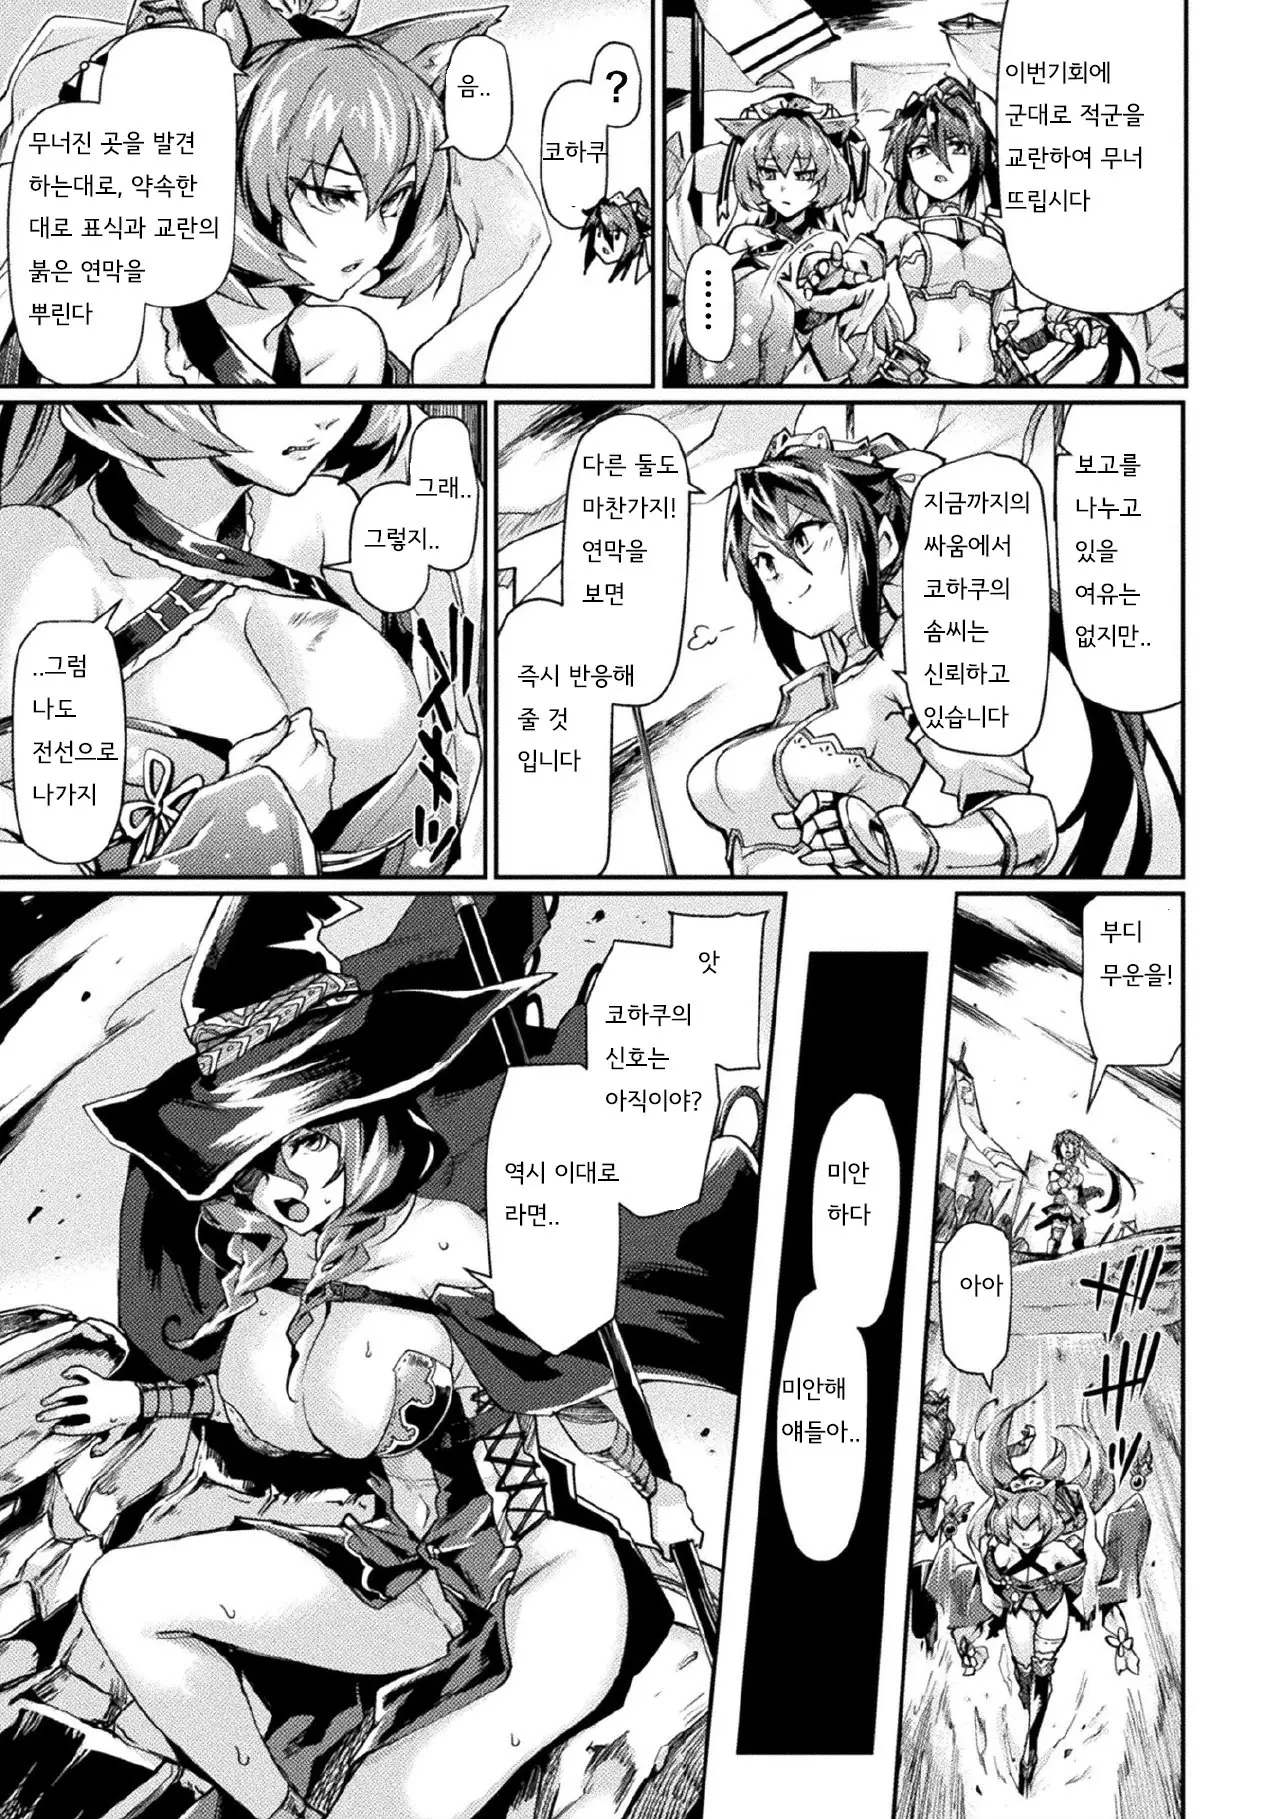 이번기회에
군대로 적군을
교란하여 무너
뜨립시다
……
?
코하쿠
음..
무너진 곳을 발견
하는대로, 약속한
대로 표식과 교란의
붉은 연막을
뿌린다
보고를
나누고
있을
여유는
없지만..
지금까지의
싸움에서
코하쿠의
솜씨는
신뢰하고
있습니다
다른 둘도
마찬가지!
연막을
보면
즉시 반응해
줄 것
입니다
그래..
그렇지..
..그럼
나도
전선으로
나가지
부디
무운을!
아아
미안
하다
미안해
얘들아..
앗
코하쿠의
신호는
아직이야?
역시 이대로
라면..